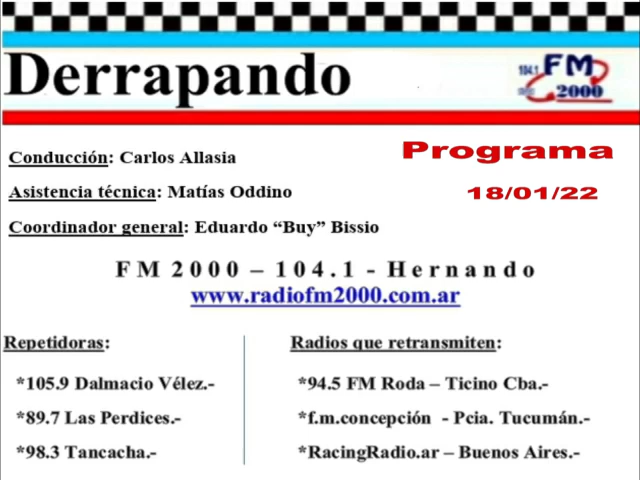 Derrapando
104.1 FM
2000
Conducción: Carlos Allasia
Programa
Asistencia técnica: Matías Oddino
18/01/22
Coordinador general: Eduardo “Buy” Bissio
FM 2000 – 104.1 - Hernando
www.radiofm2000.com.ar
Repetidoras:
Radios que retransmiten:
*105.9 Dalmacio Vélez.-
*94.5 FM Roda – Ticino Cba.-
*89.7 Las Perdices.-
*f.m.concepción - Pcia. Tucumán.-
*98.3 Tancacha.-
*RacingRadio.ar – Buenos Aires.-